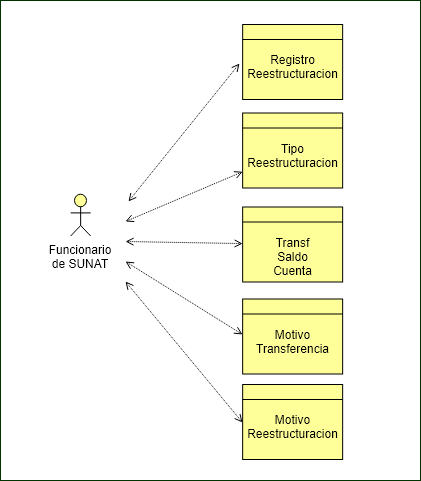 Registro
Reestructuracion
Tipo
Reestructuracion
Funcionario
de SUNAT
Transf
Saldo
Cuenta
Motivo
Transferencia
Motivo
Reestructuracion